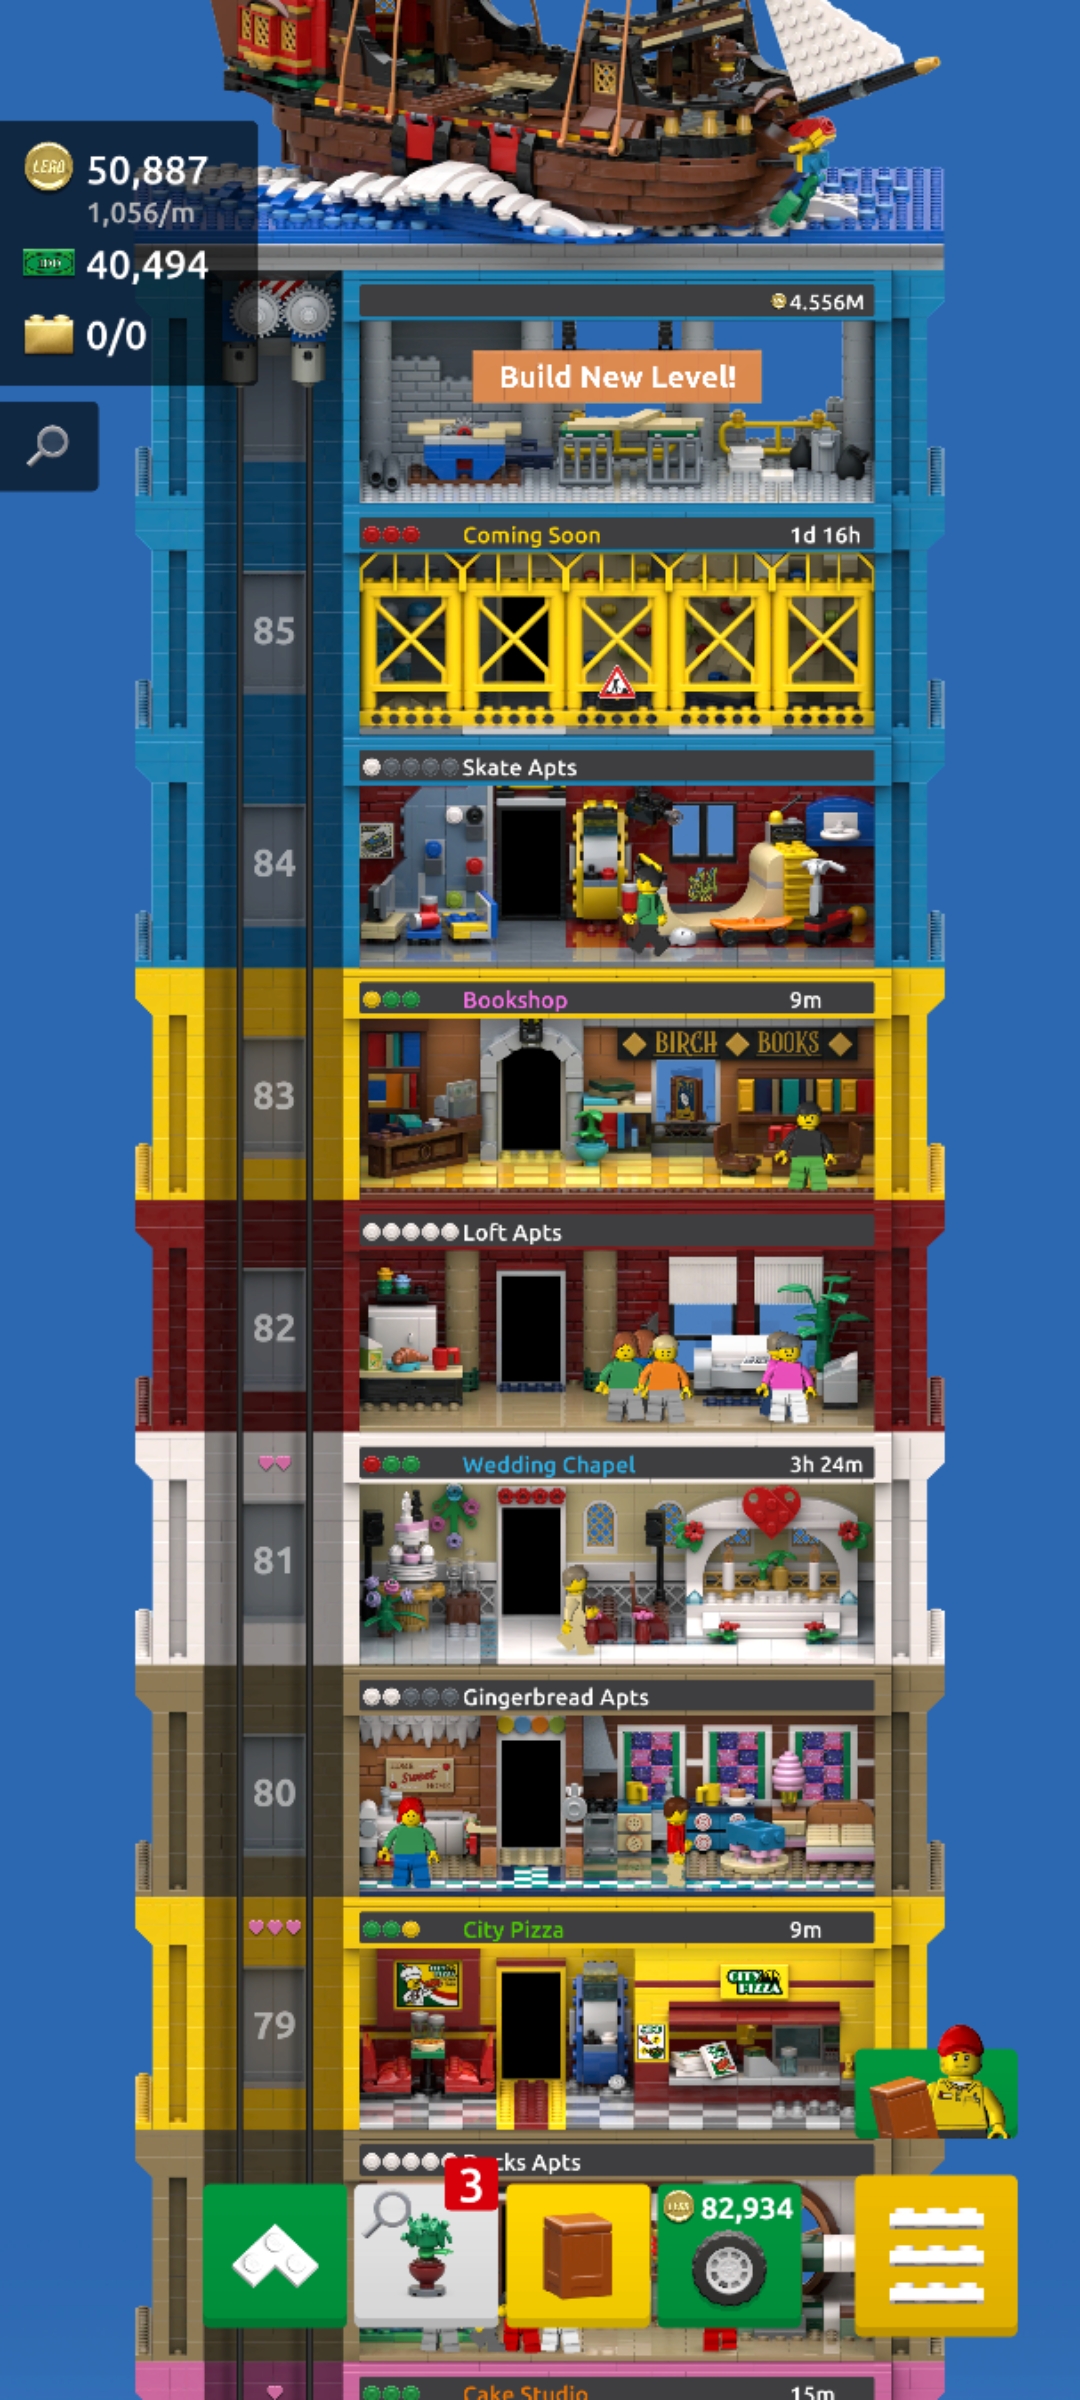 LEGO 50,887
1,056/m
40,494
0/0
4.556M
Build New Level!
Coming Soon 1d 16h
85
Skate Apts
84
Bookshop 9m
BIRCH BOOKS
83
Loft Apts
82
Wedding Chapel 3h 24m
81
Gingerbread Apts
Sweet
80
City Pizza 9m
CITY PIZZA
79
cks Apts
3
82,934
Cake Studio 15m